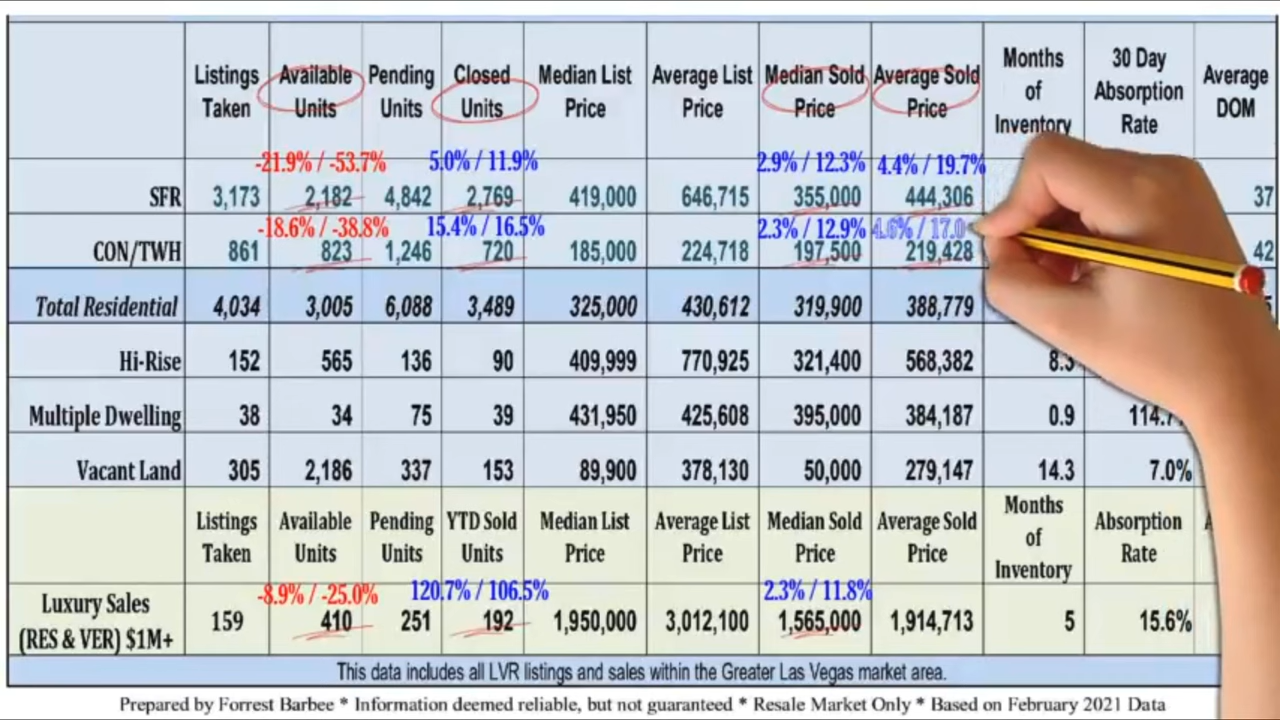 Listings Taken Available Units Pending Units Closed Units Median List Price Average List Price Median Sold Price Average Sold Price Months of Inventory 30 Day Absorption Rate Average DOM
-21.9% / -53.7% 5.0% / 11.9% 2.9% / 12.3% 4.4% / 19.7%
SFR 3,173 2,182 4,842 2,769 419,000 646,715 355,000 444,306 37
-18.6% / -38.8% 15.4% / 16.5% 2.3% / 12.9% 4.6% / 17.0
CON/TWH 861 823 1,246 720 185,000 224,718 197,500 219,428 42
Total Residential 4,034 3,005 6,088 3,489 325,000 430,612 319,900 388,779
Hi-Rise 152 565 136 90 409,999 770,925 321,400 568,382 8.3
Multiple Dwelling 38 34 75 39 431,950 425,608 395,000 384,187 0.9 114.7
Vacant Land 305 2,186 337 153 89,900 378,130 50,000 279,147 14.3 7.0%
Listings Taken Available Units Pending Units YTD Sold Units Median List Price Average List Price Median Sold Price Average Sold Price Months of Inventory Absorption Rate
-8.9% / -25.0% 120.7% / 106.5% 2.3% / 11.8%
Luxury Sales (RES & VER) $1M+ 159 410 251 192 1,950,000 3,012,100 1,565,000 1,914,713 5 15.6%
This data includes all LVR listings and sales within the Greater Las Vegas market area.
Prepared by Forrest Barbee * Information deemed reliable, but not guaranteed * Resale Market Only * Based on February 2021 Data